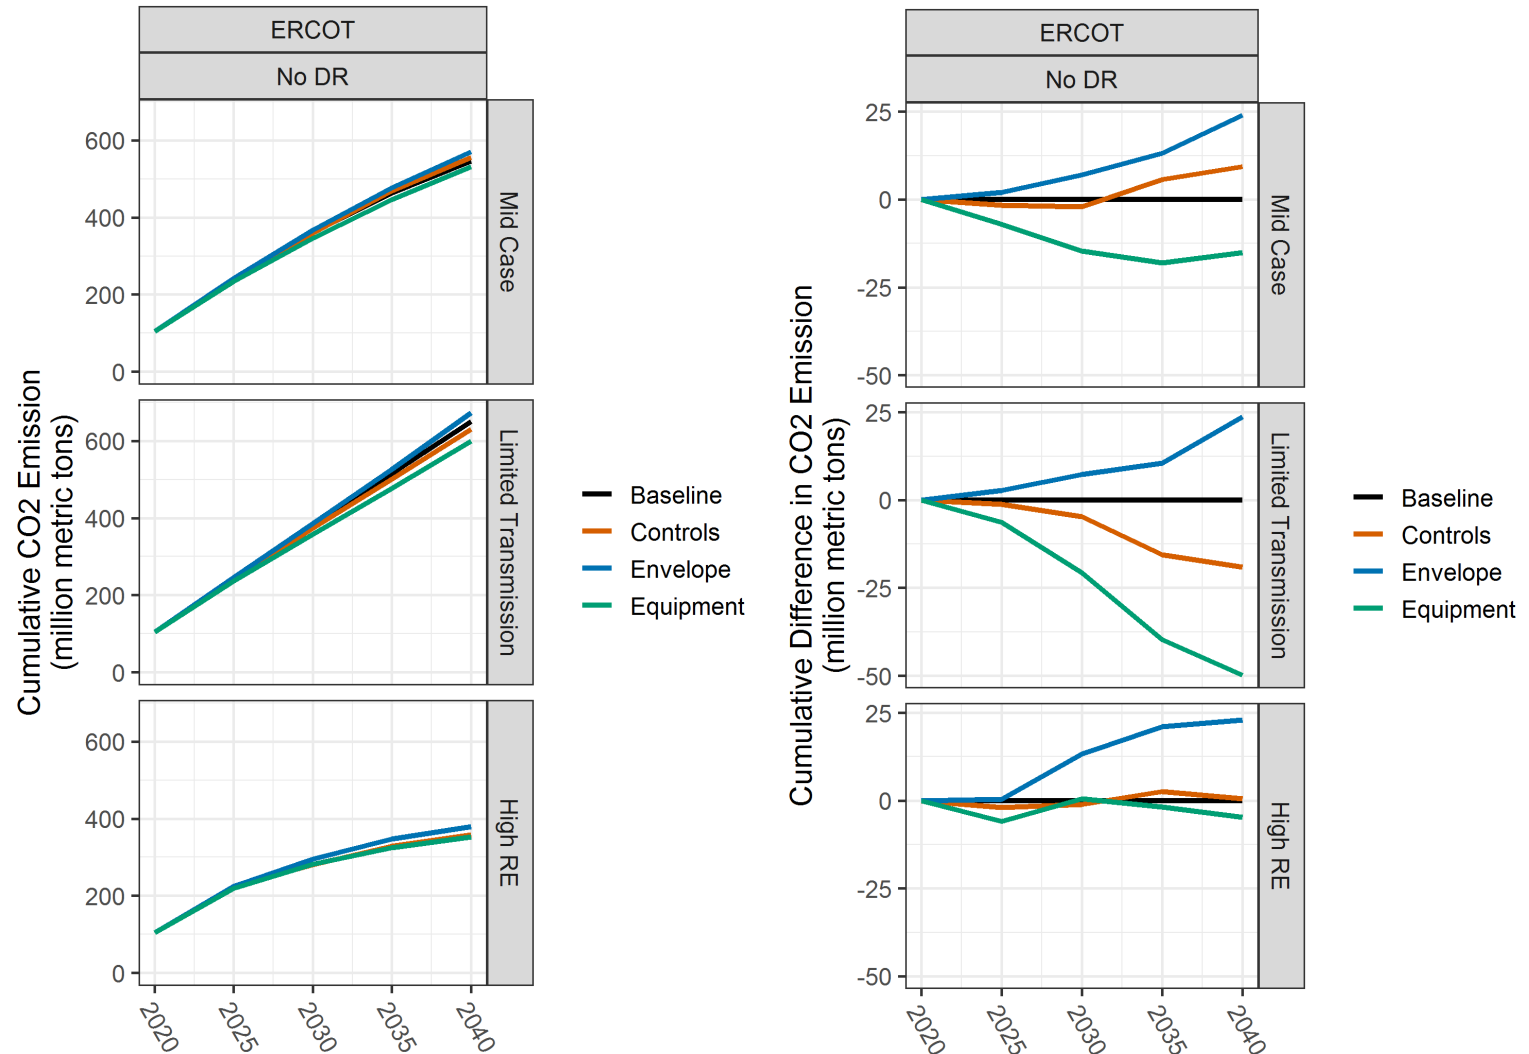 ERCOT
No DR
600
400
200
0
Mid Case
600
400
200
0
Limited Transmission
600
400
200
0
High RE
2020
2025
2030
2035
2040
Cumulative CO2 Emission
(million metric tons)
Baseline
Controls
Envelope
Equipment
ERCOT
No DR
25
0
-25
-50
Mid Case
25
0
-25
-50
Limited Transmission
25
0
-25
-50
High RE
2020
2025
2030
2035
2040
Cumulative Difference in CO2 Emission
(million metric tons)
Baseline
Controls
Envelope
Equipment